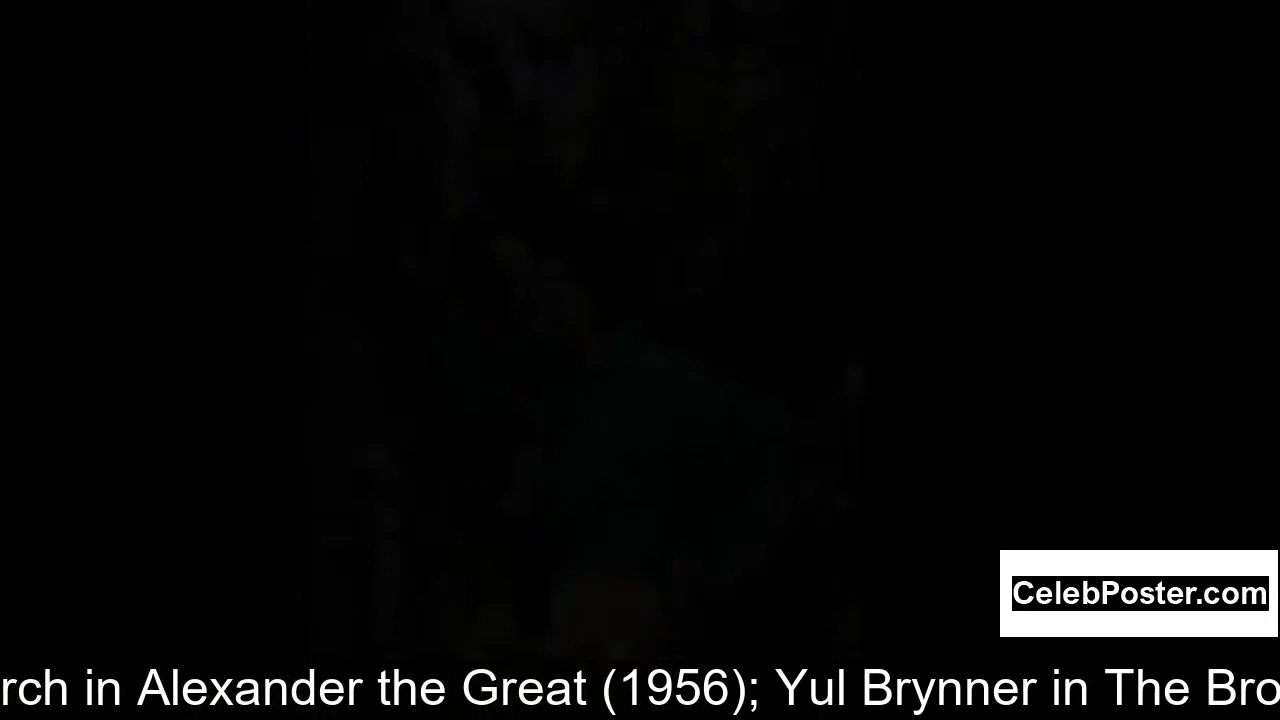 CelebPoster.com
rch in Alexander the Great (1956); Yul Brynner in The Bro